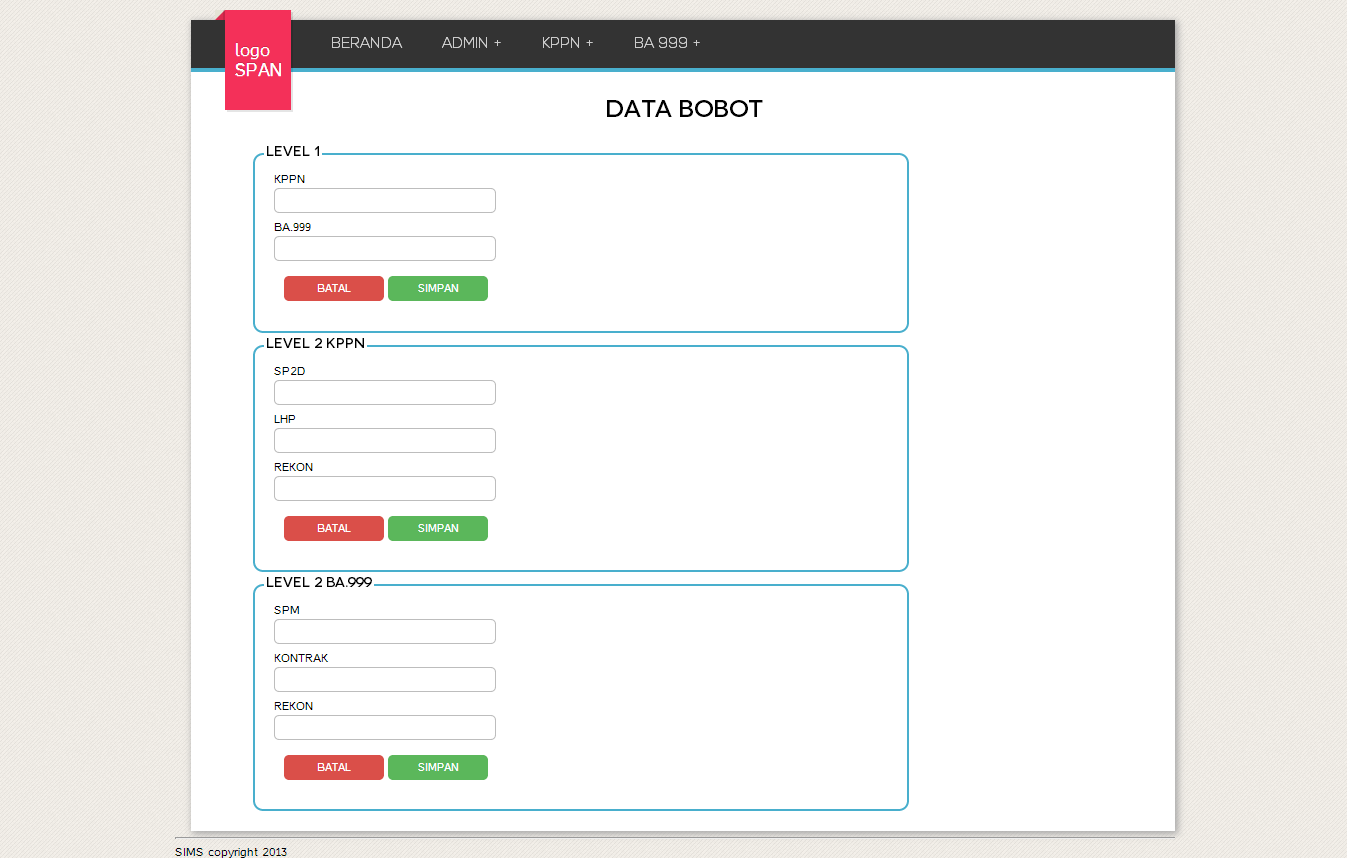 logo
SPAN
BERANDA ADMIN + KPPN + BA 999 +
DATA BOBOT
LEVEL 1
KPPN
BA.999
BATAL SIMPAN
LEVEL 2 KPPN
SP2D
LHP
REKON
BATAL SIMPAN
LEVEL 2 BA.999
SPM
KONTRAK
REKON
BATAL SIMPAN
SIMS copyright 2013